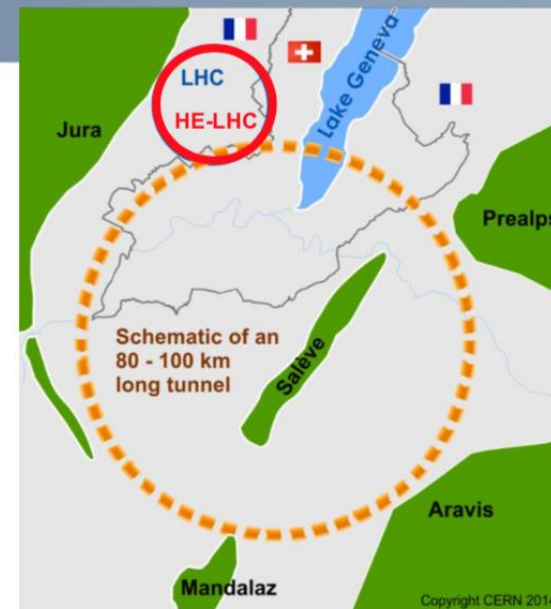 LHC
HE-LHC
Lake Geneva
Jura
Prealps
Schematic of an
80 - 100 km
long tunnel
Salève
Aravis
Mandalaz
Copyright CERN 2014